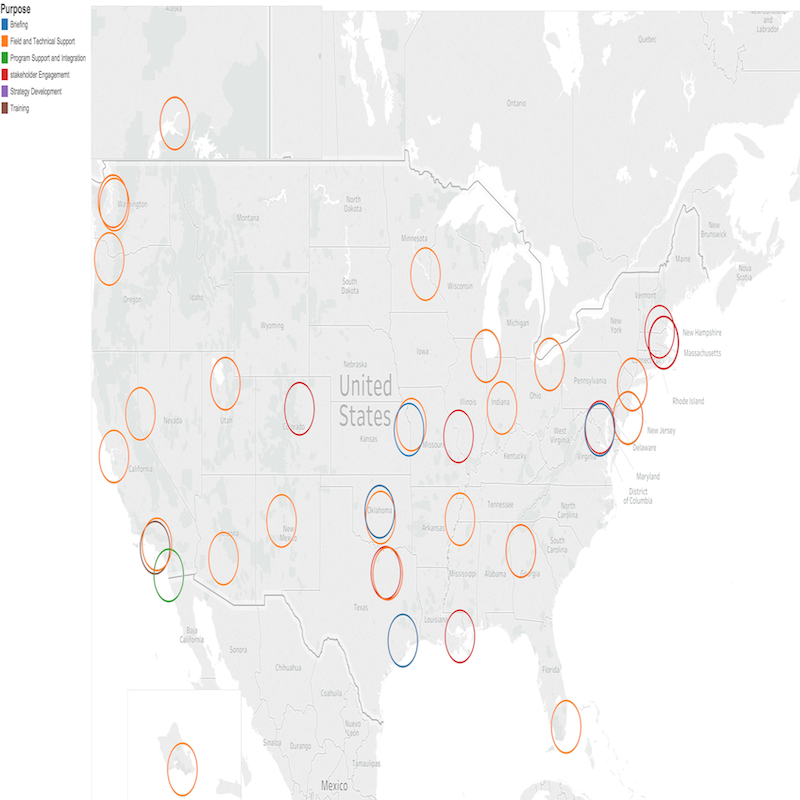 Purpose
Briefing
Field and Technical Support
Program Support and Integration
stakeholder Engagememt
Strategy Development
Training
Alaska
Newfoundland
and
Labrador
Quebec
Ontario
Washington
Montana
North
Dakota
Minnesota
New
Brunswick
Maine
Nova
Scotia
Oregon
Idaho
South
Dakota
Wisconsin
Vermont
Wyoming
Michigan
New
York
New Hampshire
Massachusetts
Iowa
Nebraska
Pennsylvania
United
States
Illinois
Indiana
Ohio
Rhode Island
Nevada
Utah
Colorado
Kansas
Missouri
West
Virginia
Virginia
New Jersey
Delaware
California
Kentucky
Maryland
District
of Columbia
Oklahoma
Arkansas
Tennessee
North
Carolina
New
Mexico
South
Carolina
Mississippi
Alabama
Georgia
Texas
Louisiana
Baja
California
Sonora
Chihuahua
Coahuila
Florida
Nuevo
León
Sinaloa
Durango
Tamaulipas
Mexico